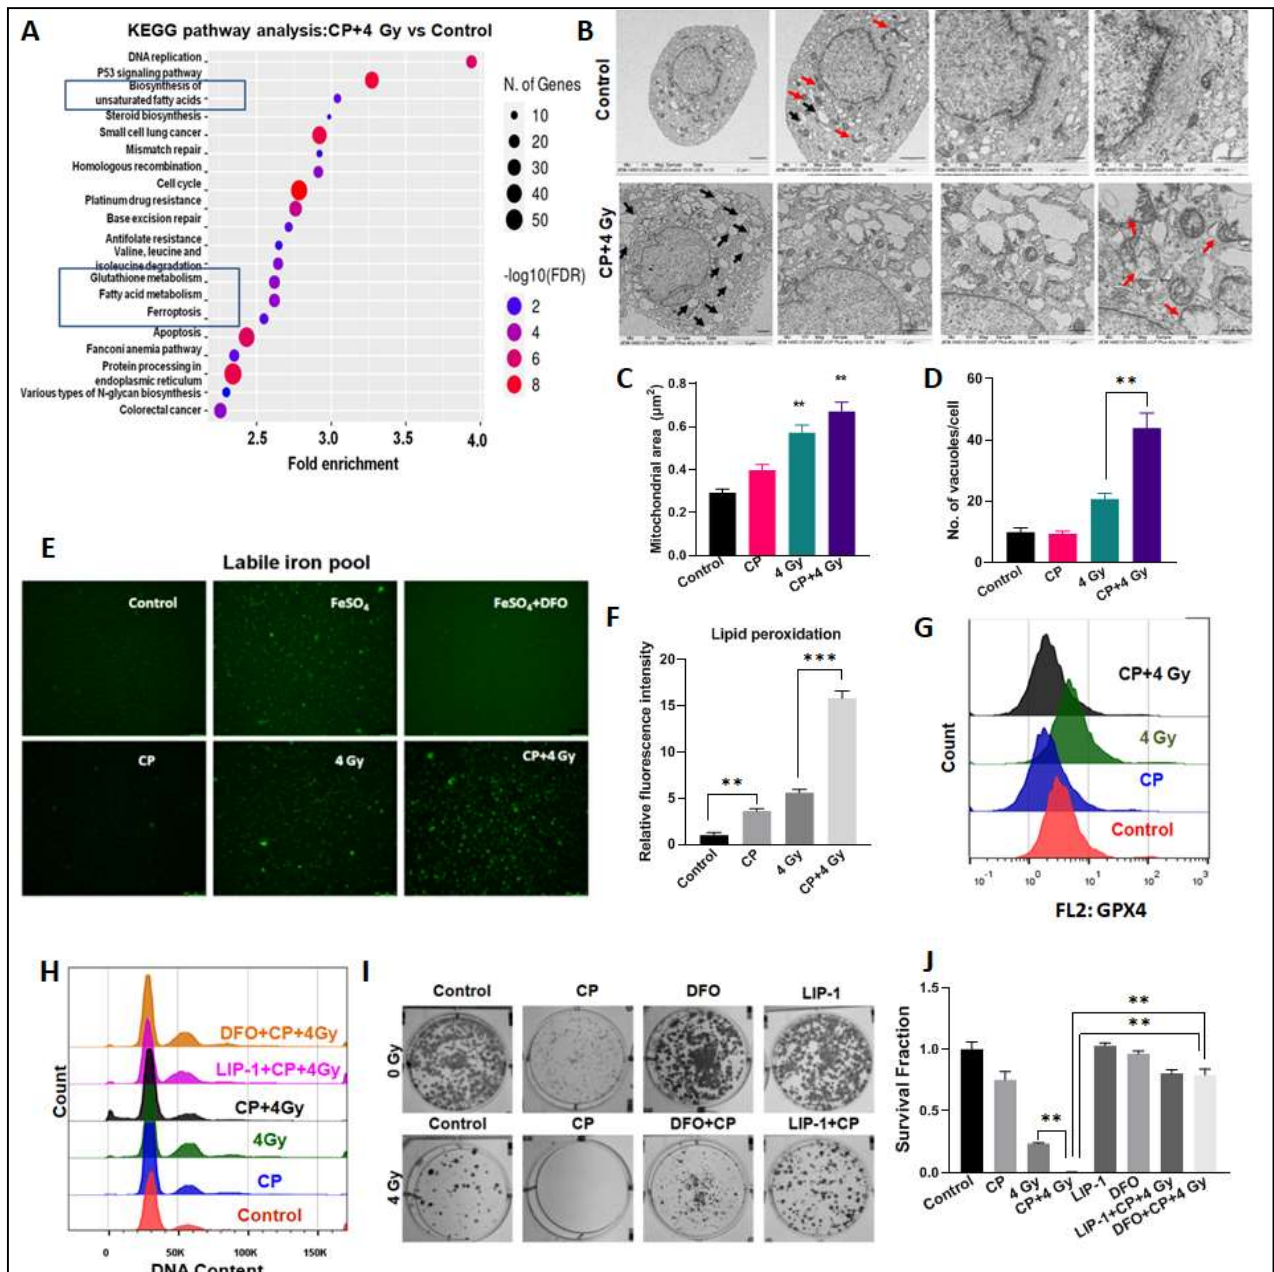 A
KEGG pathway analysis:CP+4 Gy vs Control
DNA replication
P53 signaling pathway
Biosynthesis of
unsaturated fatty acids
Steroid biosynthesis
Small cell lung cancer
Mismatch repair
Homologous recombination
Cell cycle
Platinum drug resistance
Base excision repair
Antifolate resistance
Valine, leucine and
isoleucine degradation
Glutathione metabolism
Fatty acid metabolism
Ferroptosis
Apoptosis
Fanconi anemia pathway
Protein processing in
endoplasmic reticulum
Various types of N-glycan biosynthesis
Colorectal cancer
2.5 3.0 3.5 4.0
Fold enrichment
N. of Genes
10
20
30
40
50
-log10(FDR)
2
4
6
8
B
Control
CP+4 Gy
C
Mitochondrial area (µm²)
0.8
0.6
0.4
0.2
0.0
**
**
Control CP 4 Gy CP+4 Gy
D
No. of vacuoles/cell
60
40
20
0
**
Control CP 4 Gy CP+4 Gy
E
Labile iron pool
Control FeSO₄ FeSO₄+DFO
CP 4 Gy CP+4 Gy
F
Lipid peroxidation
Relative fluorescence intensity
20
15
10
5
0
**
***
Control CP 4 Gy CP+4 Gy
G
Count
CP+4 Gy
4 Gy
CP
Control
10⁻¹ 10⁰ 10¹ 10² 10³
FL2: GPX4
H
Count
DFO+CP+4Gy
LIP-1+CP+4Gy
CP+4Gy
4Gy
CP
Control
0 50K 100K 150K
DNA Content
I
Control CP DFO LIP-1
0 Gy
Control CP DFO+CP LIP-1+CP
4 Gy
J
Survival Fraction
1.5
1.0
0.5
0.0
**
**
**
Control CP 4 Gy CP+4 Gy LIP-1 DFO LIP-1+CP+4 Gy DFO+CP+4 Gy